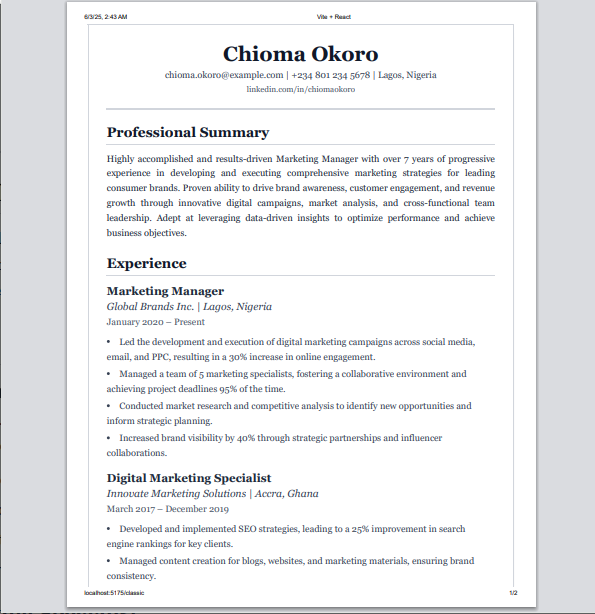 6/3/25, 2:43 AM
Vite + React
Chioma Okoro
chioma.okoro@example.com | +234 801 234 5678 | Lagos, Nigeria
linkedin.com/in/chiomaokoro
Professional Summary
Highly accomplished and results-driven Marketing Manager with over 7 years of progressive
experience in developing and executing comprehensive marketing strategies for leading
consumer brands. Proven ability to drive brand awareness, customer engagement, and revenue
growth through innovative digital campaigns, market analysis, and cross-functional team
leadership. Adept at leveraging data-driven insights to optimize performance and achieve
business objectives.
Experience
Marketing Manager
Global Brands Inc. | Lagos, Nigeria
January 2020 – Present
• Led the development and execution of digital marketing campaigns across social media,
email, and PPC, resulting in a 30% increase in online engagement.
• Managed a team of 5 marketing specialists, fostering a collaborative environment and
achieving project deadlines 95% of the time.
• Conducted market research and competitive analysis to identify new opportunities and
inform strategic planning.
• Increased brand visibility by 40% through strategic partnerships and influencer
collaborations.
Digital Marketing Specialist
Innovate Marketing Solutions | Accra, Ghana
March 2017 – December 2019
• Developed and implemented SEO strategies, leading to a 25% improvement in search
engine rankings for key clients.
• Managed content creation for blogs, websites, and marketing materials, ensuring brand
consistency.
localhost:5175/classic
1/2